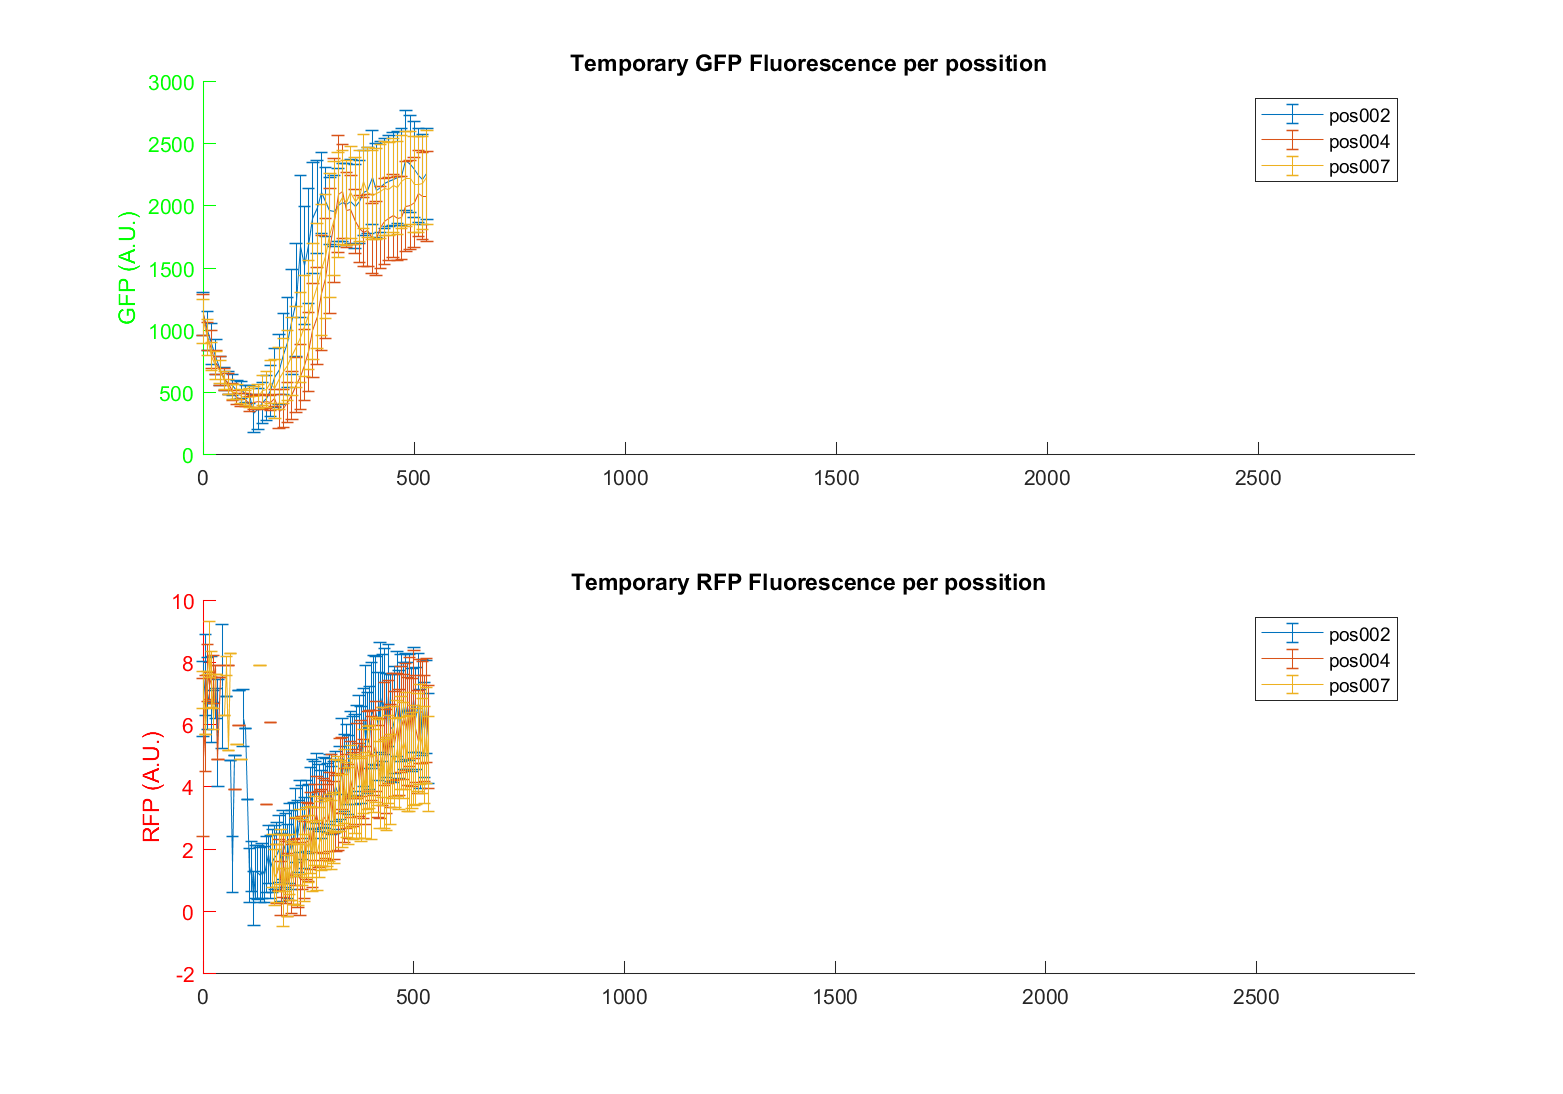 Temporary GFP Fluorescence per possition
3000
2500
2000
1500
1000
500
0
GFP (A.U.)
0 500 1000 1500 2000 2500
pos002
pos004
pos007
Temporary RFP Fluorescence per possition
10
8
6
4
2
0
-2
RFP (A.U.)
0 500 1000 1500 2000 2500
pos002
pos004
pos007